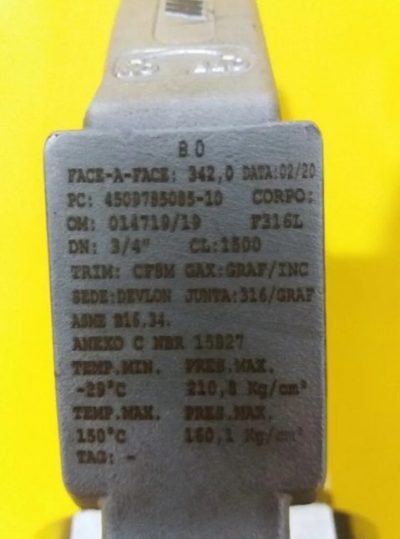 B0
FACE-A-FACE: 342,0 DATA:02/20
PC: 4509785085-10 CORPO:
OM: 014719/19 F316L
DN: 3/4" CL:1500
TRIM: CF8M GAX:GRAF/INC
SEDE:DEVLON JUNTA:316/GRAF
ASME B16.34.
ANEXO C NBR 15827
TEMP.MIN. PRES.MAX.
-29°C 210,8 Kg/cm²
TEMP.MAX. PRES.MAX.
150°C 160,1 Kg/cm²
TAG: -